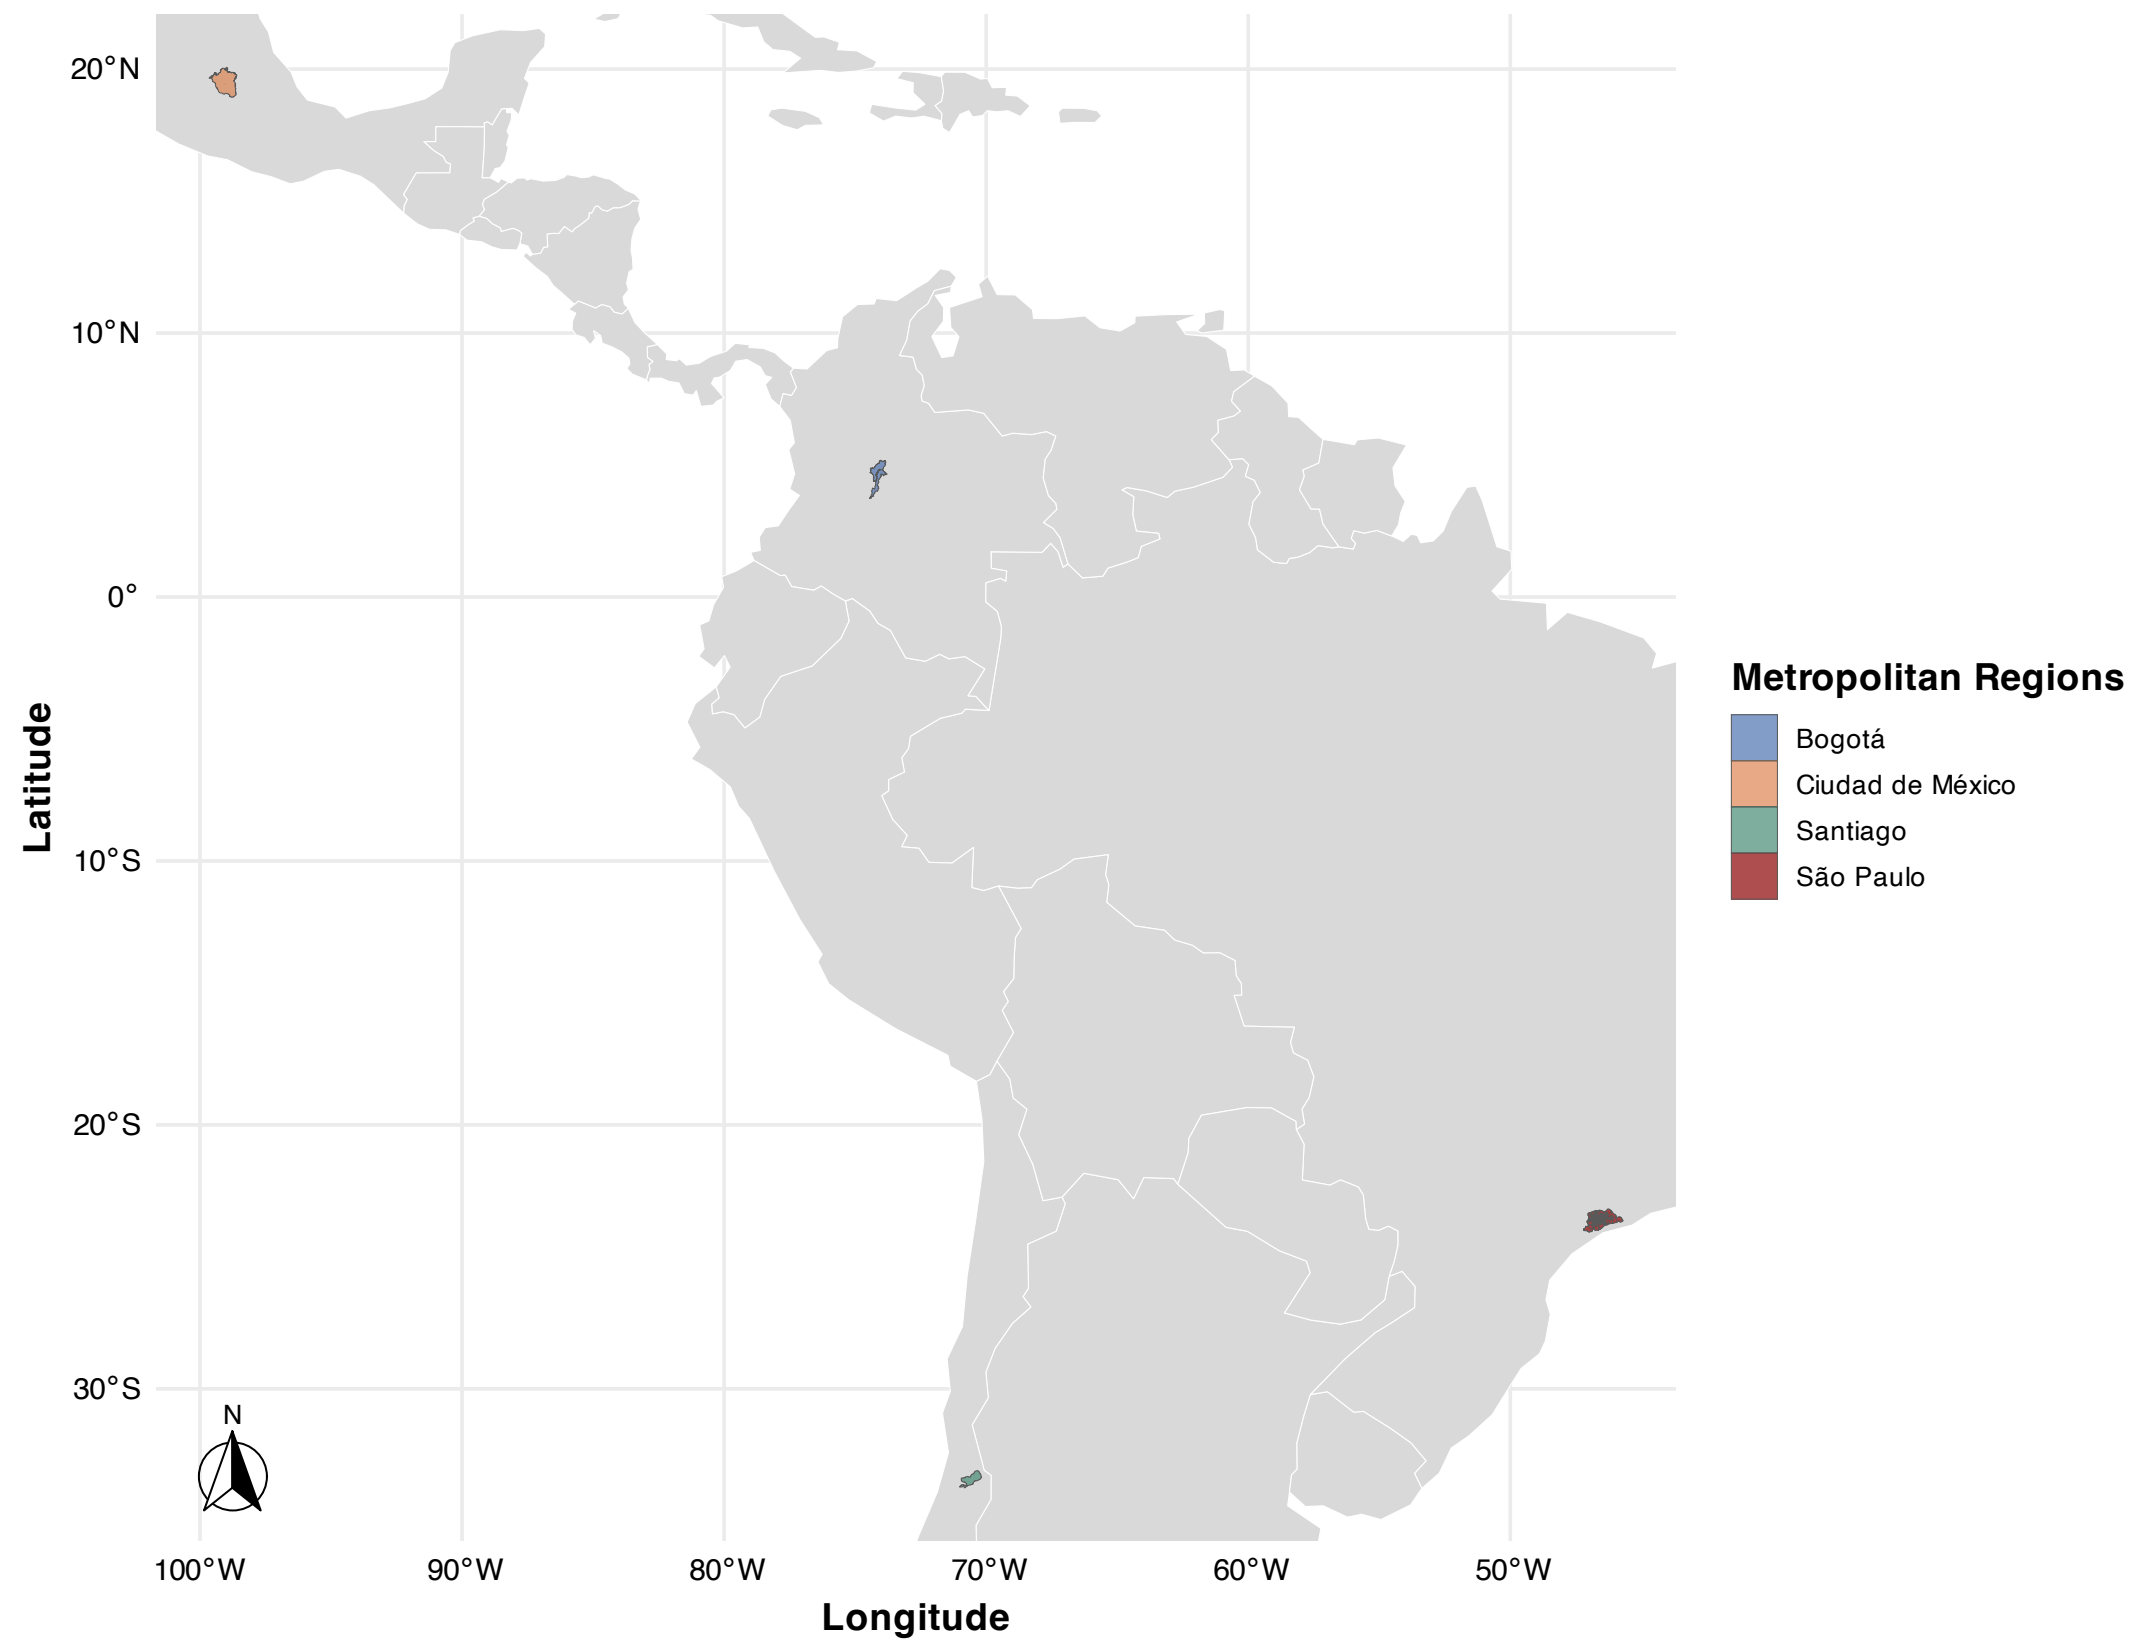 20°N
10°N
0°
10°S
20°S
30°S
Latitude
N
100°W 90°W 80°W 70°W 60°W 50°W
Longitude
Metropolitan Regions
Bogotá
Ciudad de México
Santiago
São Paulo